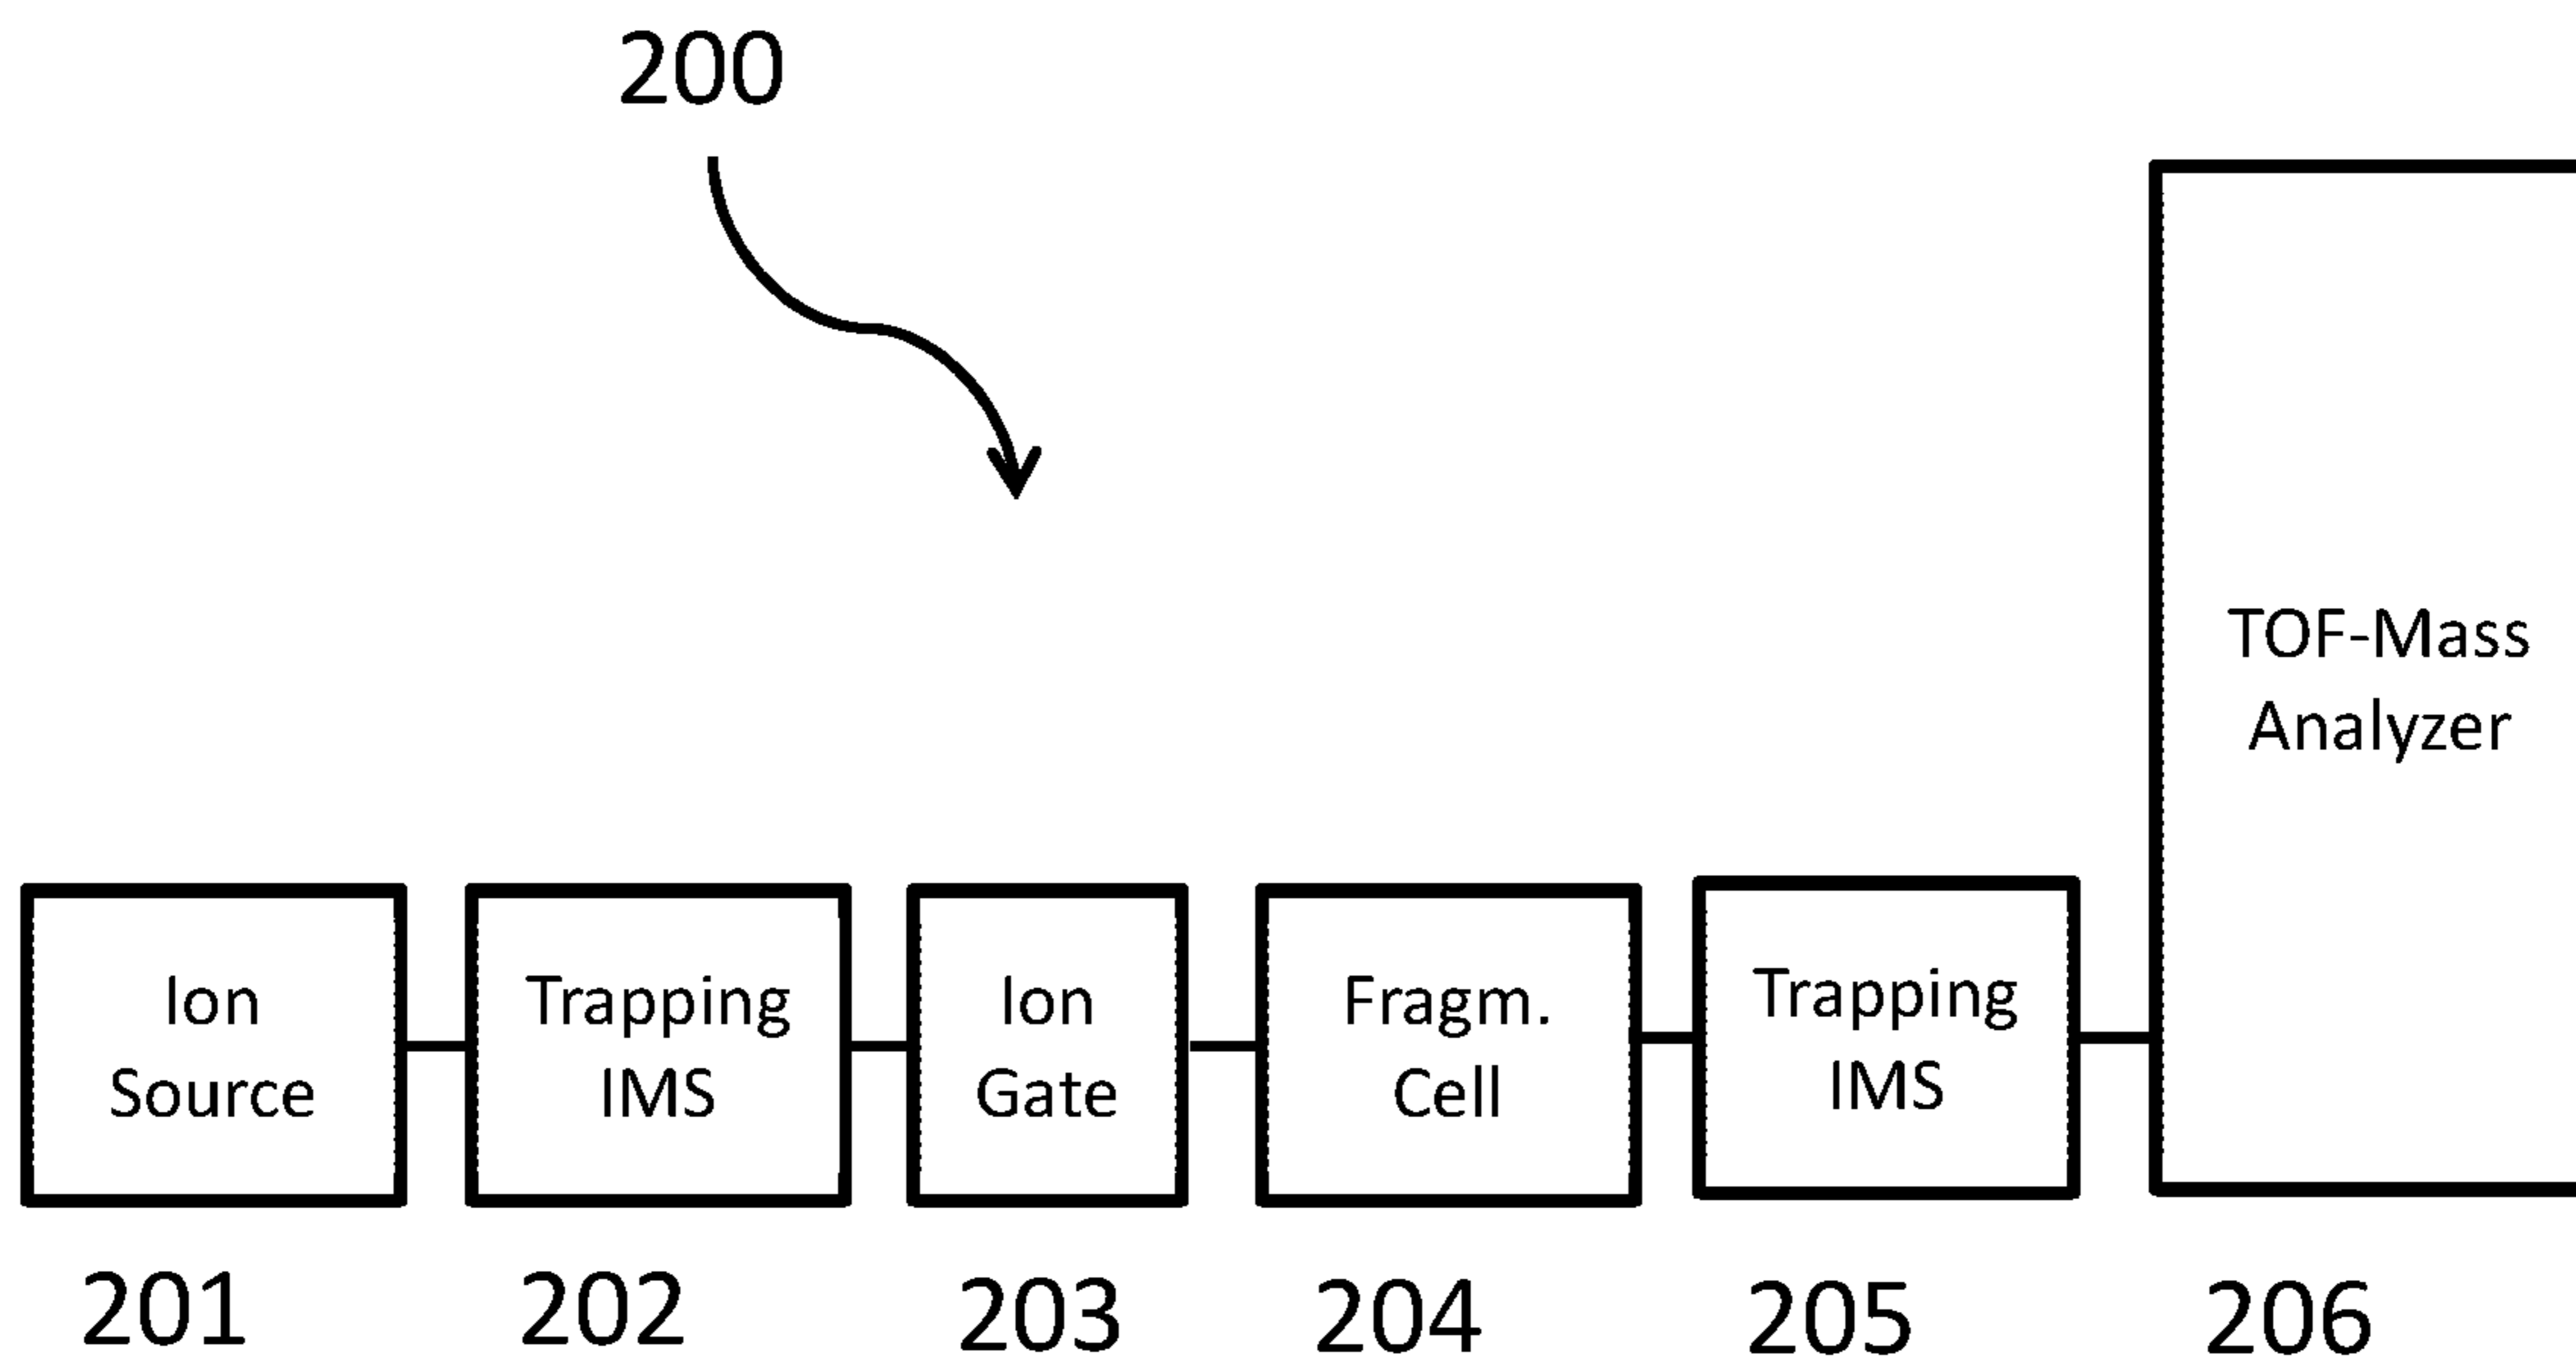 200
TOF-Mass
Analyzer
Ion
Source
Trapping
IMS
Ion
Gate
Fragm.
Cell
Trapping
IMS
201
202
203
204
205
206